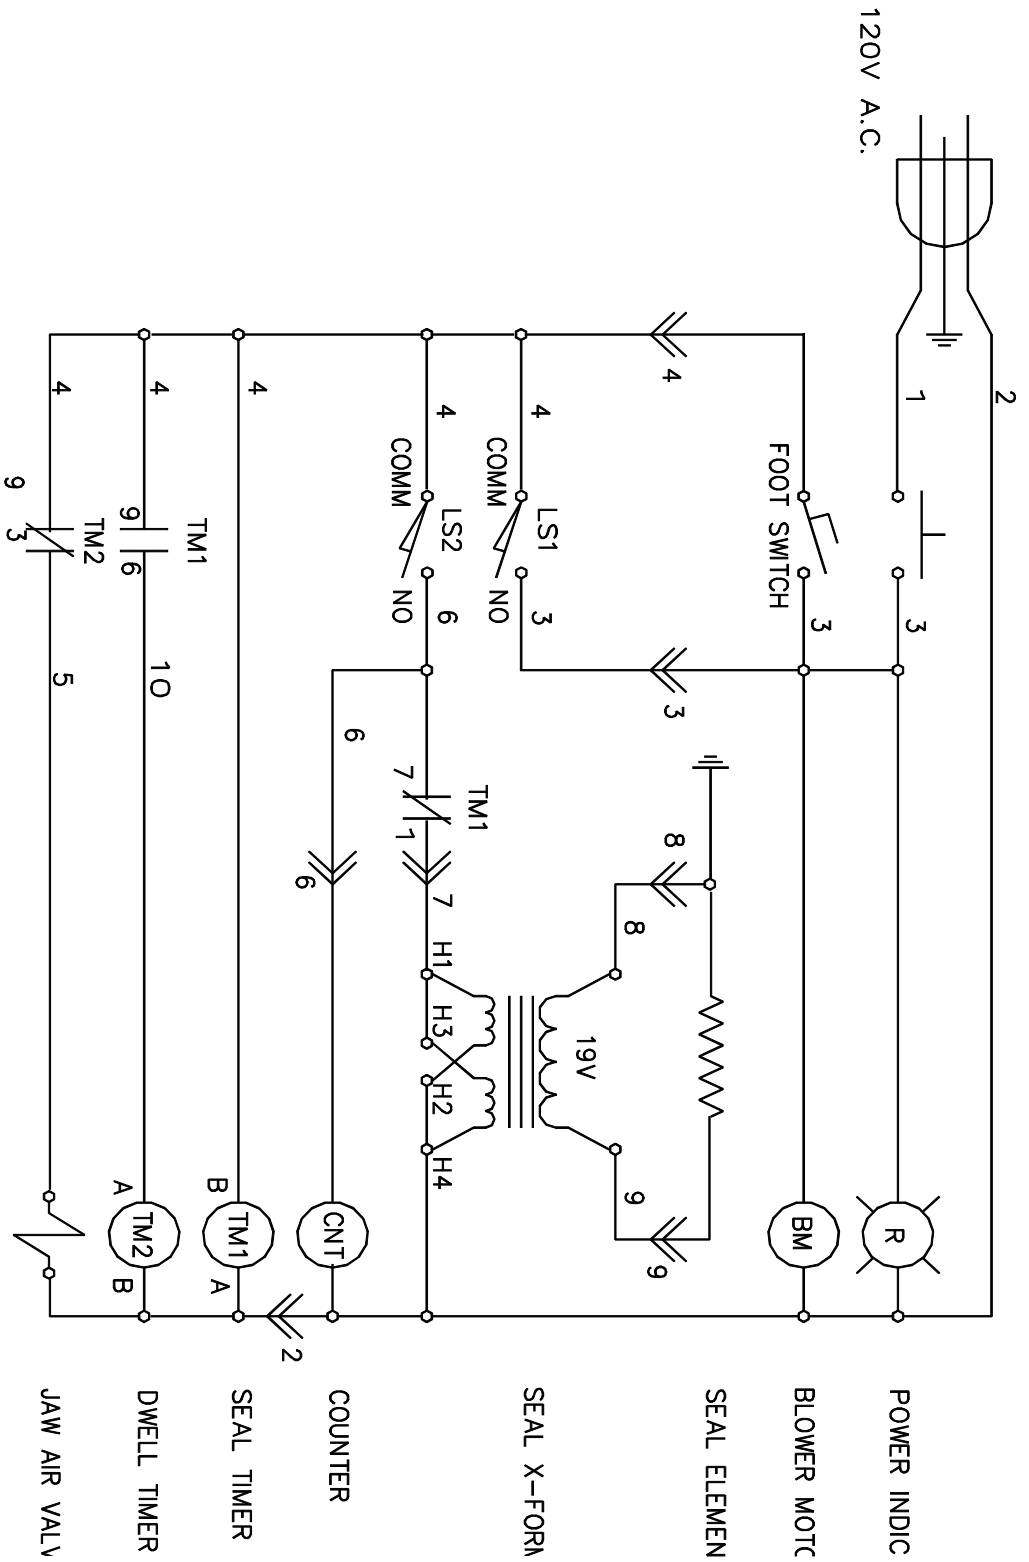 2
120V A.C.
1
3
R
POWER INDIC
FOOT SWITCH
3
BM
BLOWER MOTO
4
3
8
9
SEAL ELEMEN
8
9
19V
LS1
4
3
COMM
NO
SEAL X-FORM
LS2
TM1
4
6
7
H1
H3
H2
H4
COMM
NO
7
1
6
6
CNT
COUNTER
2
4
B
TM1
A
SEAL TIMER
TM1
4
9
6
10
A
TM2
B
DWELL TIMER
TM2
4
5
9
3
JAW AIR VALV